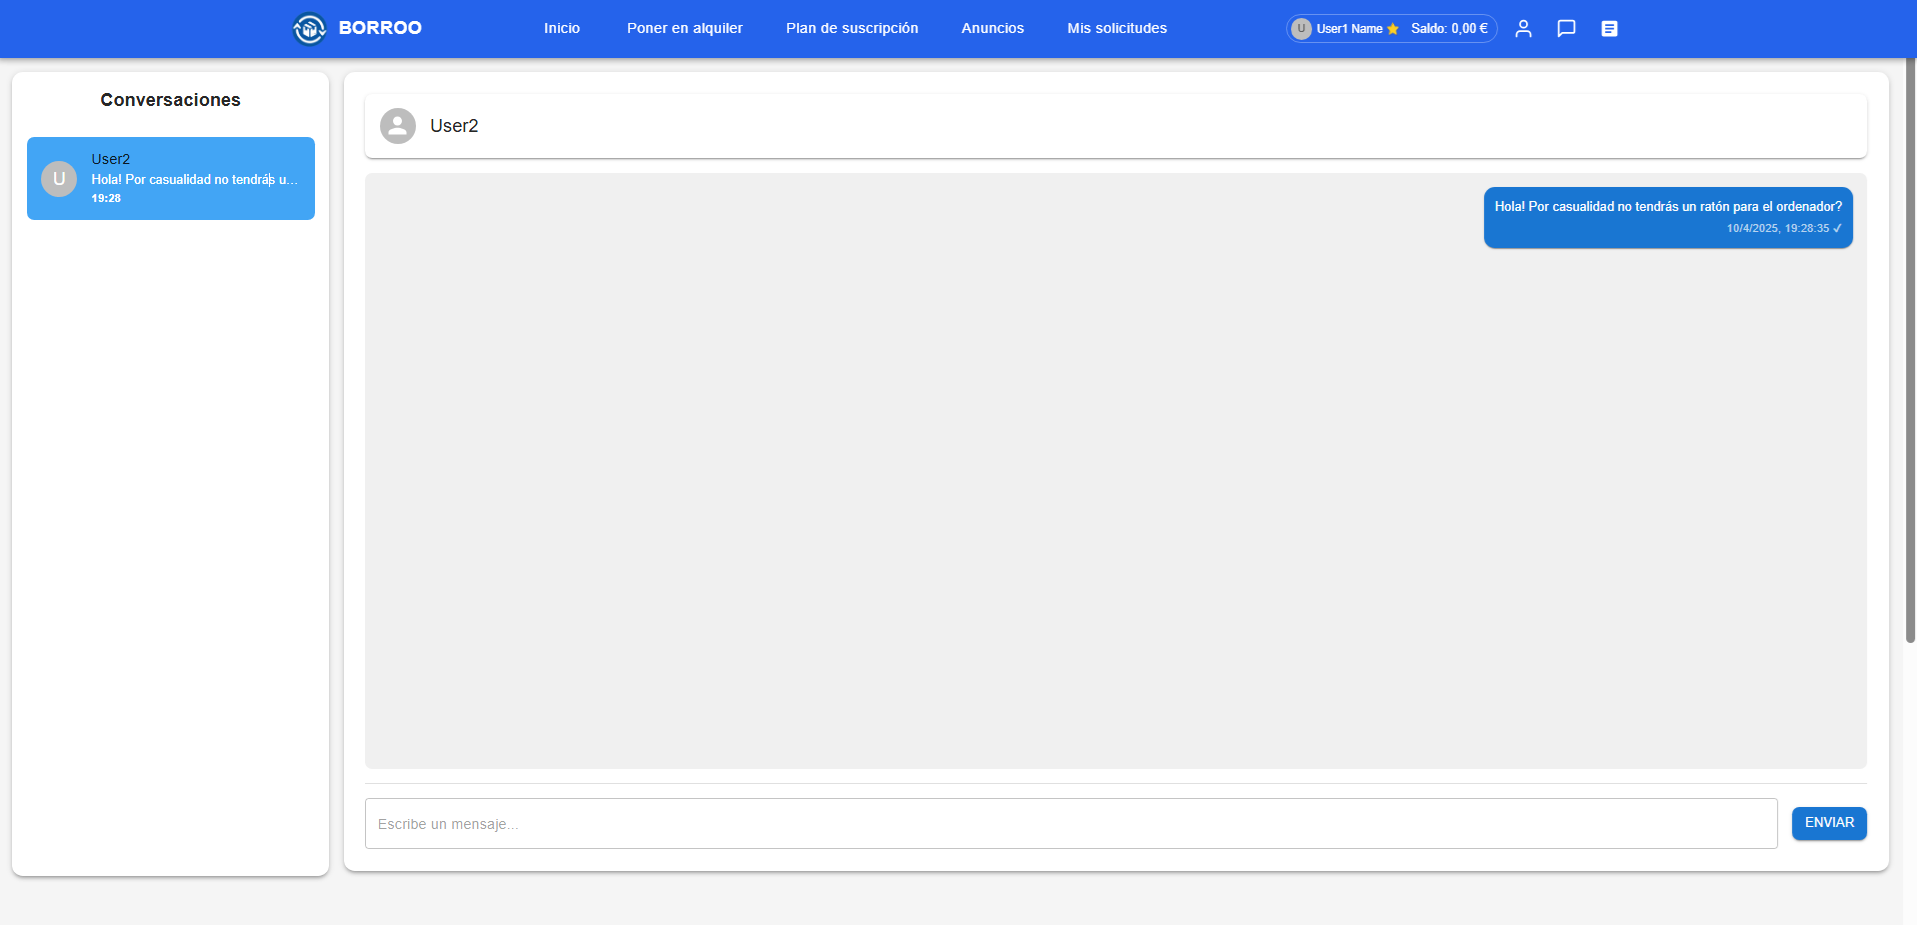 BORROO
Inicio
Poner en alquiler
Plan de suscripción
Anuncios
Mis solicitudes
U
User1 Name ⭐ Saldo: 0,00 €
Conversaciones
U
User2
Hola! Por casualidad no tendrás u...
19:28
User2
Hola! Por casualidad no tendrás un ratón para el ordenador?
10/4/2025, 19:28:35 ✓
Escribe un mensaje...
ENVIAR